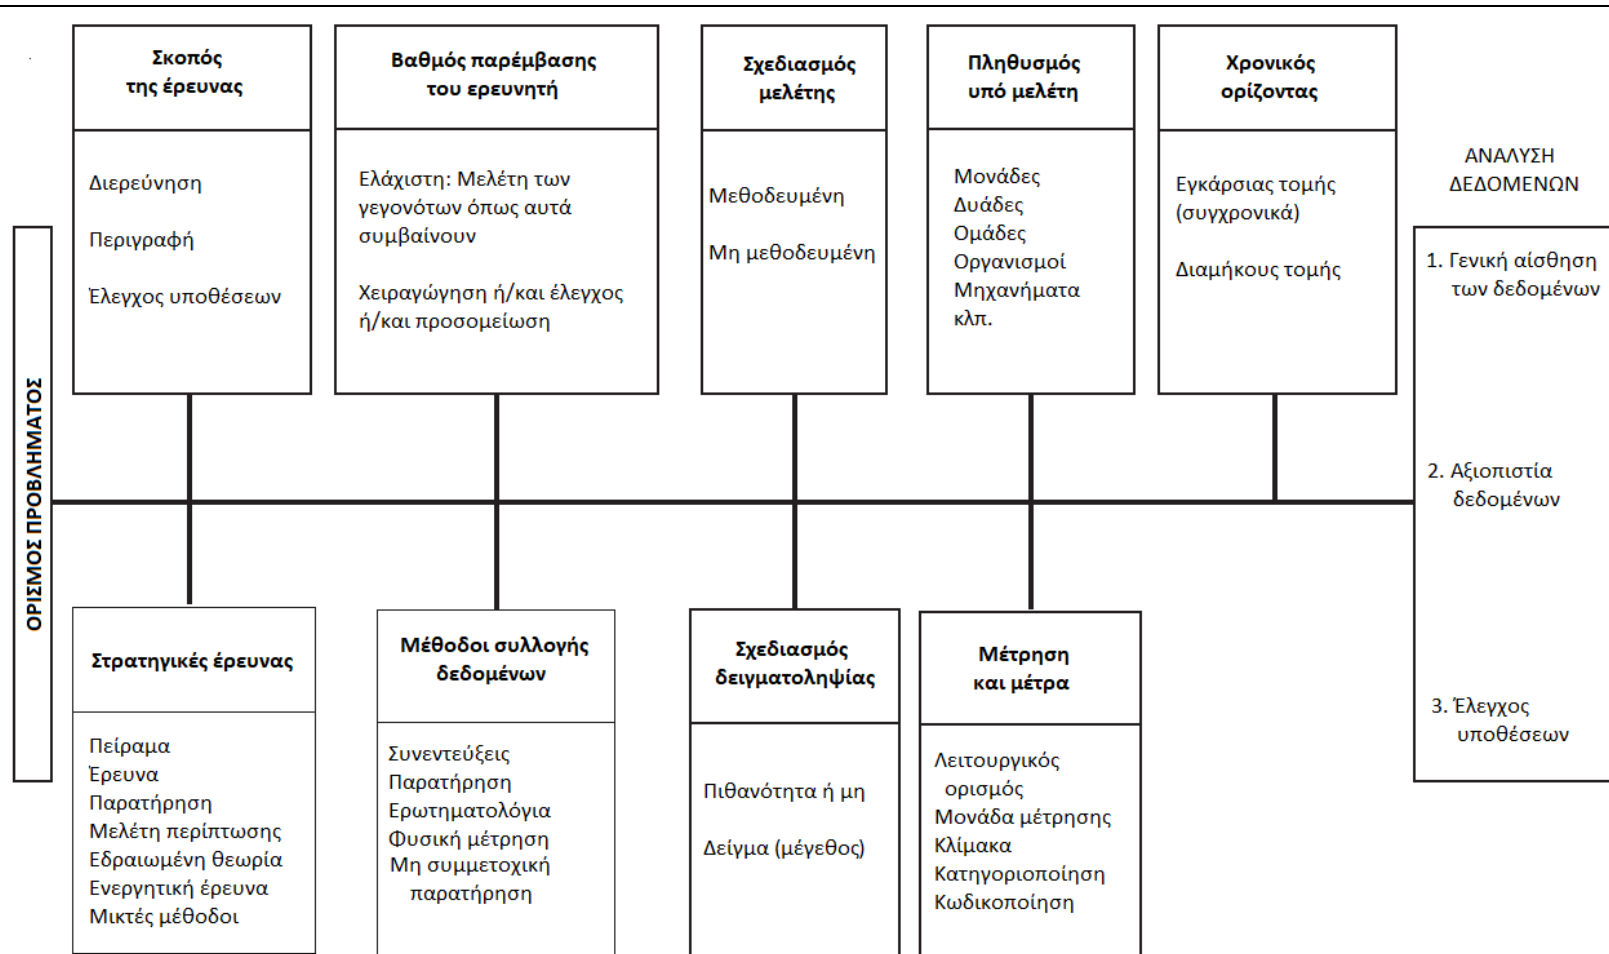 Σκοπός
της έρευνας
Διερεύνηση
Περιγραφή
Έλεγχος υποθέσεων
Βαθμός παρέμβασης
του ερευνητή
Ελάχιστη: Μελέτη των
γεγονότων όπως αυτά
συμβαίνουν
Χειραγώγηση ή/και έλεγχος
ή/και προσομείωση
Σχεδιασμός
μελέτης
Μεθοδευμένη
Μη μεθοδευμένη
Πληθυσμός
υπό μελέτη
Μονάδες
Δυάδες
Ομάδες
Οργανισμοί
Μηχανήματα
κλπ.
Χρονικός
ορίζοντας
Εγκάρσιας τομής
(συγχρονικά)
Διαμήκους τομής
ΑΝΑΛΥΣΗ
ΔΕΔΟΜΕΝΩΝ
1. Γενική αίσθηση
των δεδομένων
2. Αξιοπιστία
δεδομένων
3. Έλεγχος
υποθέσεων
ΟΡΙΣΜΟΣ ΠΡΟΒΛΗΜΑΤΟΣ
Στρατηγικές έρευνας
Πείραμα
Έρευνα
Παρατήρηση
Μελέτη περίπτωσης
Εδραιωμένη θεωρία
Ενεργητική έρευνα
Μικτές μέθοδοι
Μέθοδοι συλλογής
δεδομένων
Συνεντεύξεις
Παρατήρηση
Ερωτηματολόγια
Φυσική μέτρηση
Μη συμμετοχική
παρατήρηση
Σχεδιασμός
δειγματοληψίας
Πιθανότητα ή μη
Δείγμα (μέγεθος)
Μέτρηση
και μέτρα
Λειτουργικός
ορισμός
Μονάδα μέτρησης
Κλίμακα
Κατηγοριοποίηση
Κωδικοποίηση